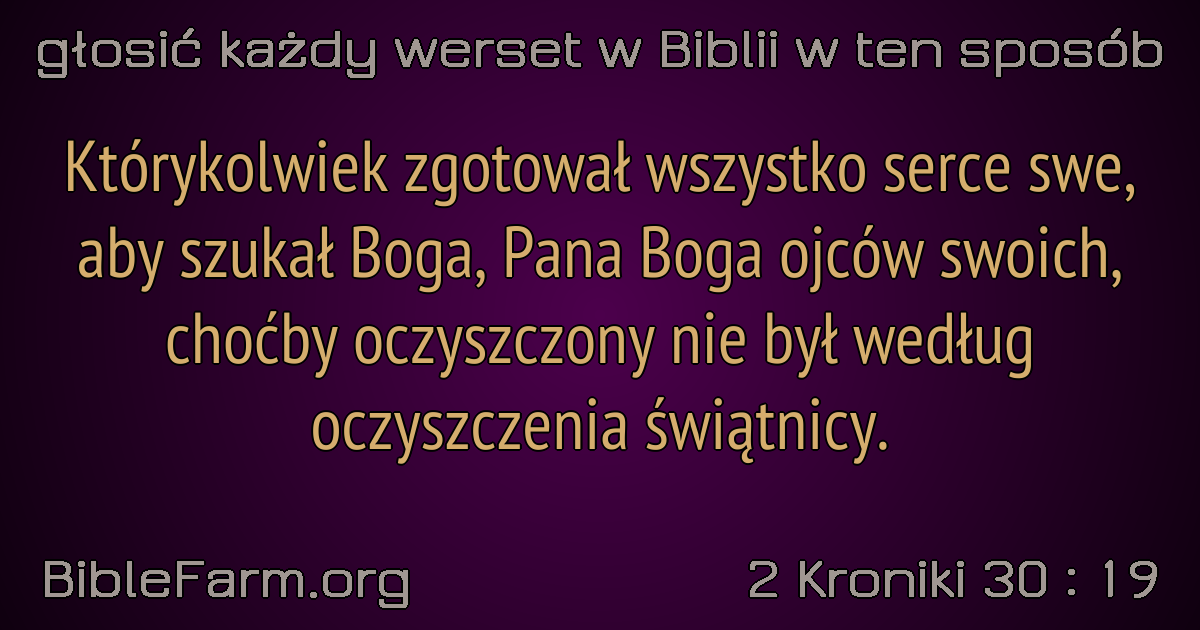 głosić każdy werset w Biblii w ten sposób
Którykolwiek zgotował wszystko serce swe,
aby szukał Boga, Pana Boga ojców swoich,
choćby oczyszczony nie był według
oczyszczenia świątnicy.
BibleFarm.org
2 Kroniki 30 : 19